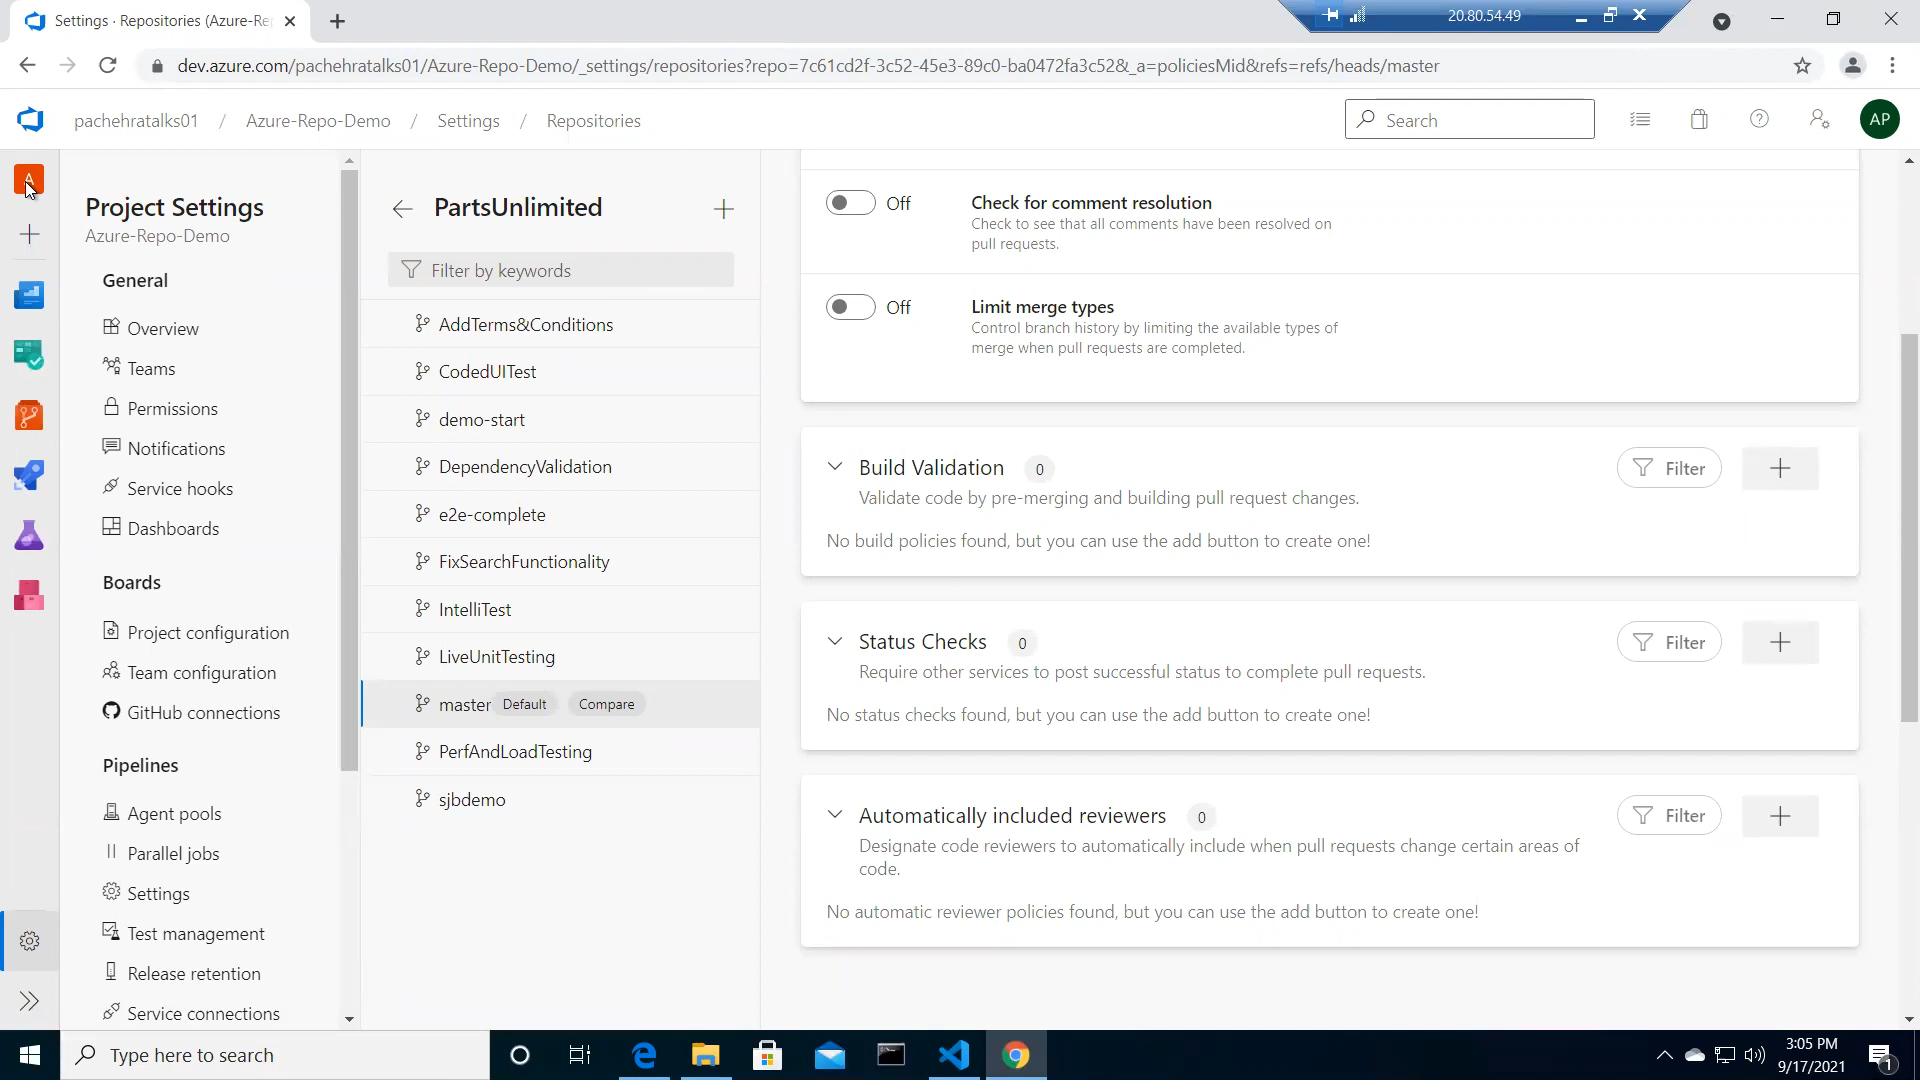 Settings · Repositories (Azure-Re
20.80.54.49
dev.azure.com/pachehratalks01/Azure-Repo-Demo/_settings/repositories?repo=7c61cd2f-3c52-45e3-89c0-ba0472fa3c52&_a=policiesMid&refs=refs/heads/master
pachehratalks01 / Azure-Repo-Demo / Settings / Repositories
Search
AP
A
Project Settings
Azure-Repo-Demo
General
Overview
Teams
Permissions
Notifications
Service hooks
Dashboards
Boards
Project configuration
Team configuration
GitHub connections
Pipelines
Agent pools
Parallel jobs
Settings
Test management
Release retention
Service connections
PartsUnlimited
Filter by keywords
AddTerms&Conditions
CodedUITest
demo-start
DependencyValidation
e2e-complete
FixSearchFunctionality
IntelliTest
LiveUnitTesting
master Default Compare
PerfAndLoadTesting
sjbdemo
Off
Check for comment resolution
Check to see that all comments have been resolved on
pull requests.
Off
Limit merge types
Control branch history by limiting the available types of
merge when pull requests are completed.
Build Validation 0
Filter
Validate code by pre-merging and building pull request changes.
No build policies found, but you can use the add button to create one!
Status Checks 0
Filter
Require other services to post successful status to complete pull requests.
No status checks found, but you can use the add button to create one!
Automatically included reviewers 0
Filter
Designate code reviewers to automatically include when pull requests change certain areas of
code.
No automatic reviewer policies found, but you can use the add button to create one!
Type here to search
3:05 PM
9/17/2021
1